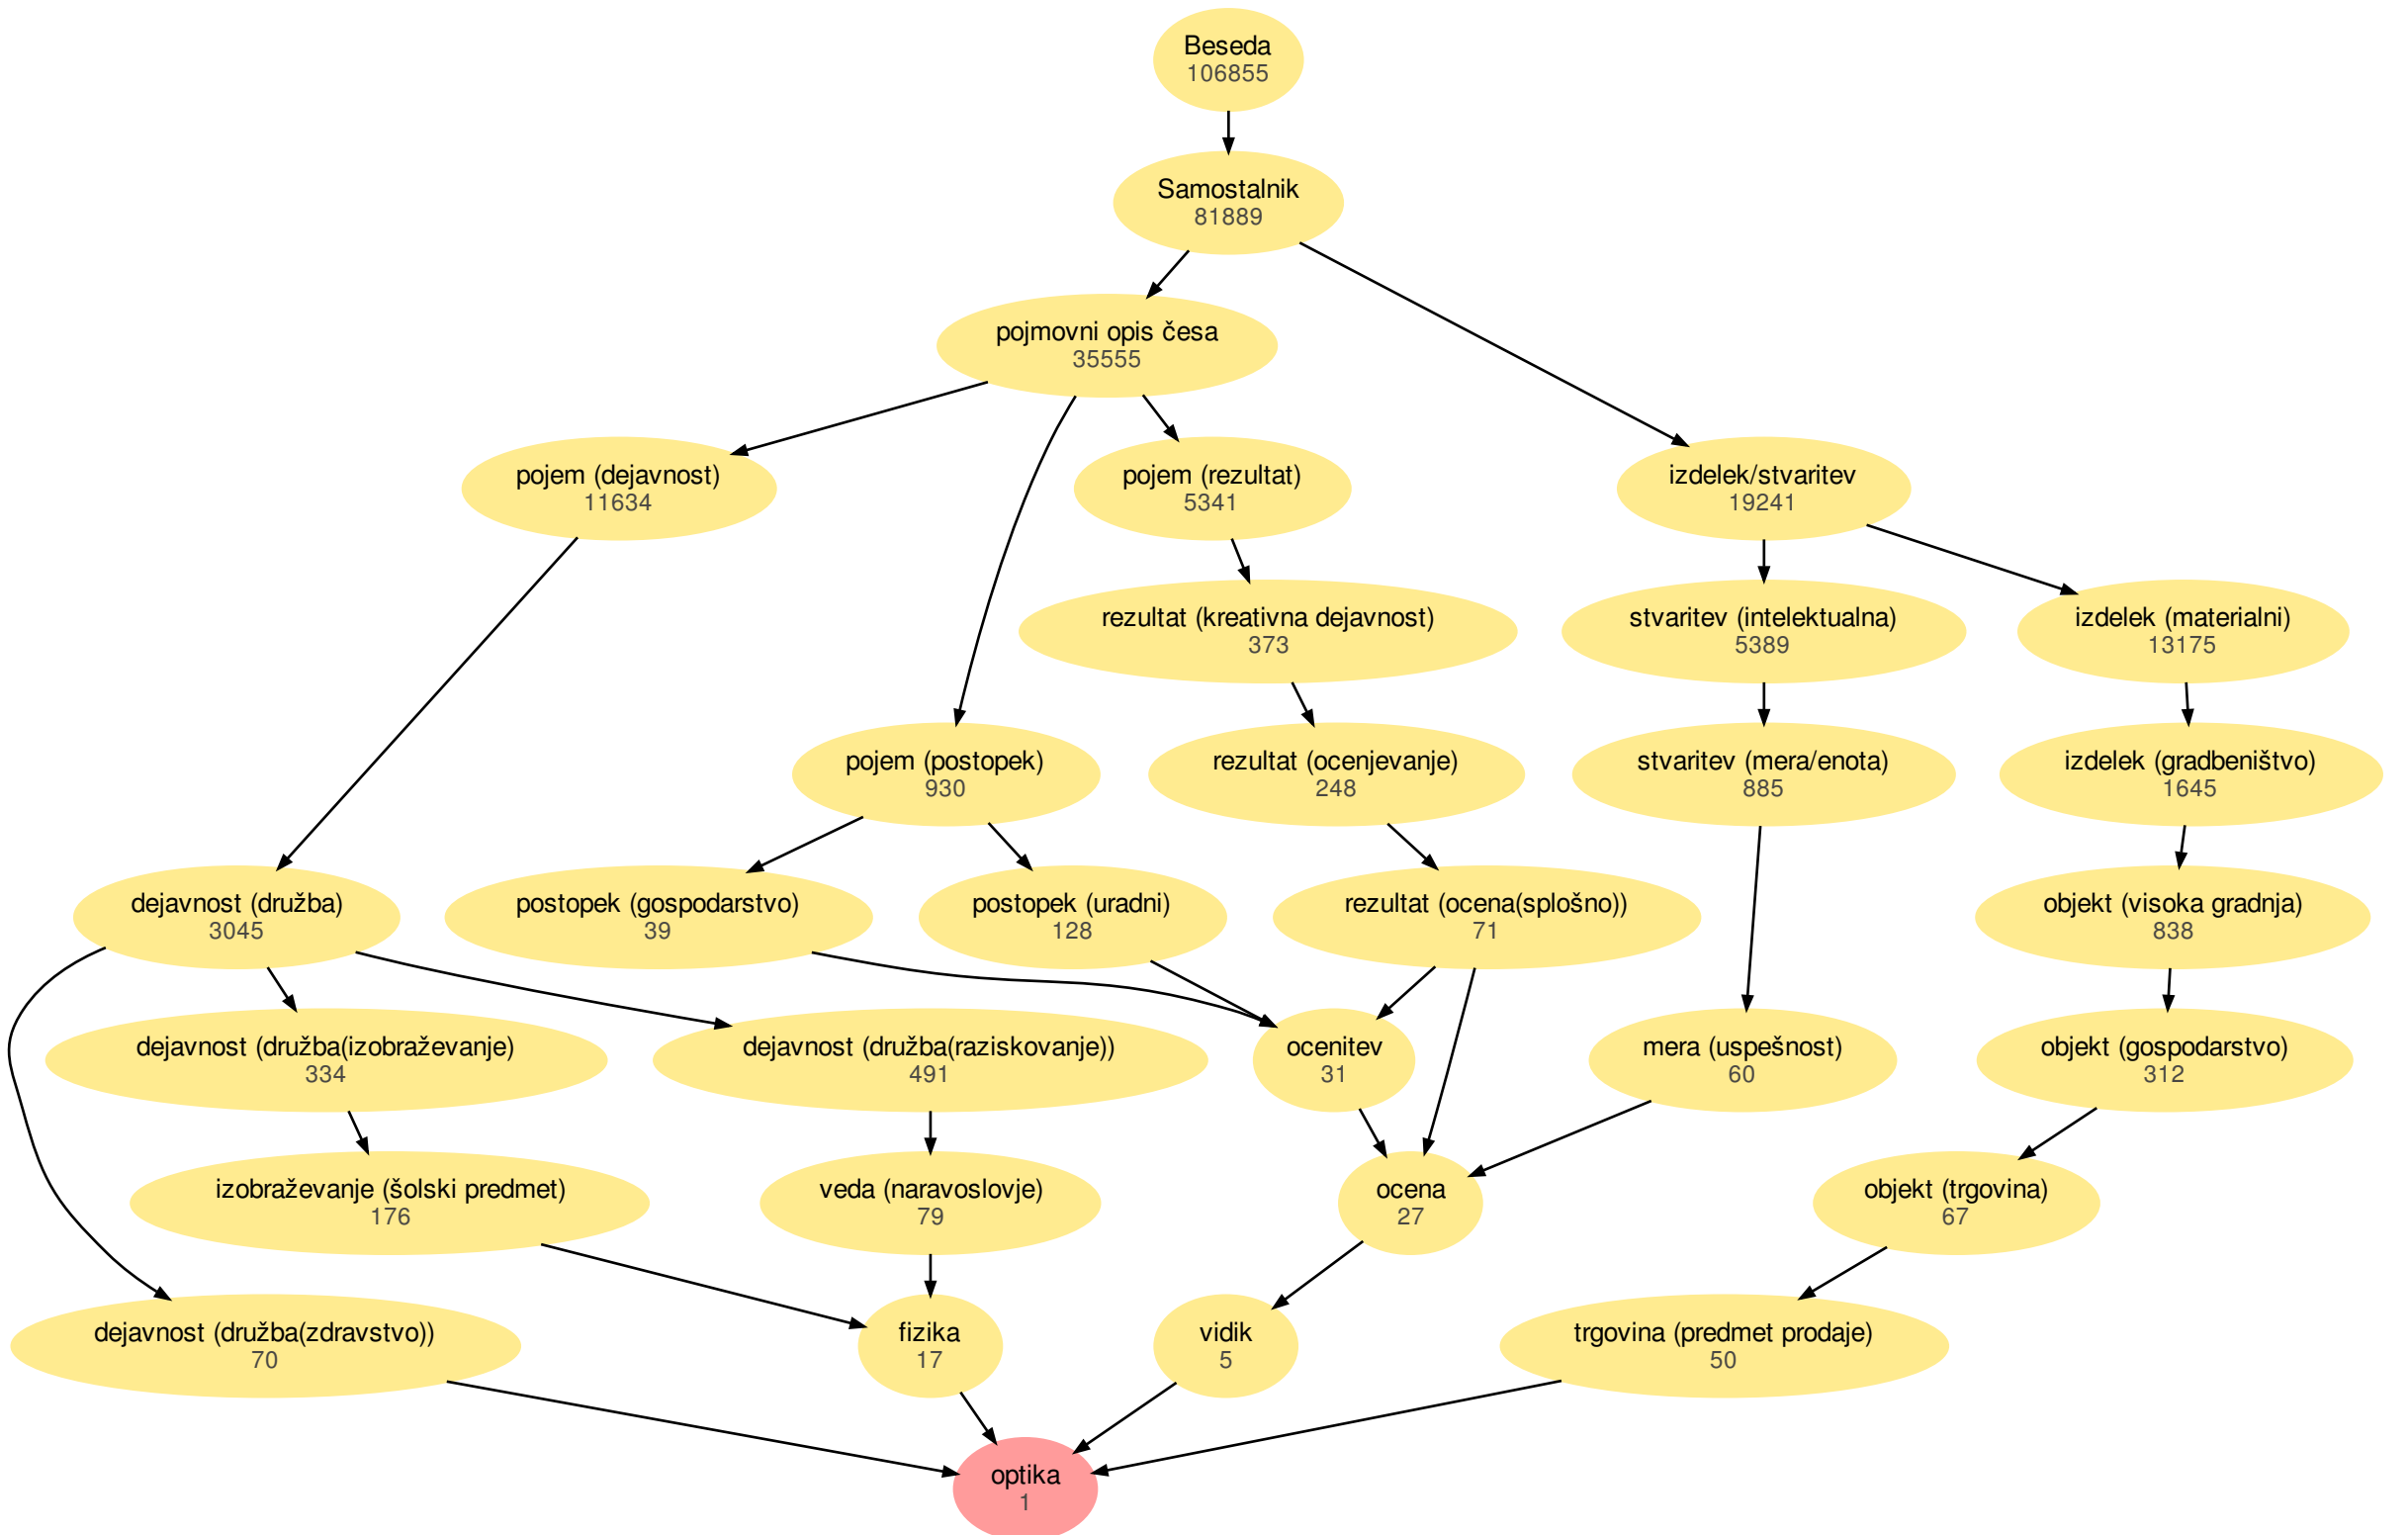 Beseda
106855
Samostalnik
81889
pojmovni opis česa
35555
pojem (dejavnost)
11634
pojem (rezultat)
5341
izdelek/stvaritev
19241
rezultat (kreativna dejavnost)
373
stvaritev (intelektualna)
5389
izdelek (materialni)
13175
pojem (postopek)
930
rezultat (ocenjevanje)
248
stvaritev (mera/enota)
885
izdelek (gradbeništvo)
1645
dejavnost (družba)
3045
postopek (gospodarstvo)
39
postopek (uradni)
128
rezultat (ocena(splošno))
71
objekt (visoka gradnja)
838
dejavnost (družba(izobraževanje)
334
dejavnost (družba(raziskovanje))
491
ocenitev
31
mera (uspešnost)
60
objekt (gospodarstvo)
312
izobraževanje (šolski predmet)
176
veda (naravoslovje)
79
ocena
27
objekt (trgovina)
67
dejavnost (družba(zdravstvo))
70
fizika
17
vidik
5
trgovina (predmet prodaje)
50
optika
1